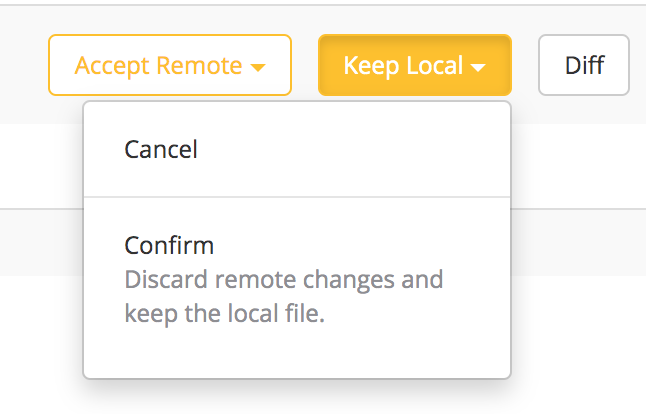 Accept Remote Keep Local Diff
Cancel
Confirm
Discard remote changes and
keep the local file.